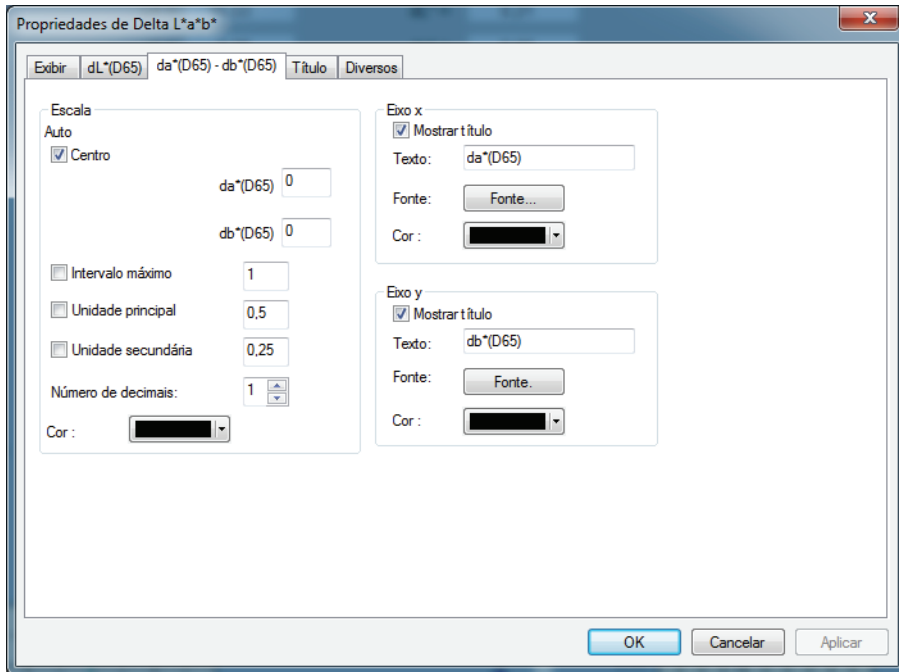 Propriedades de Delta L*a*b*
Exibir dL*(D65) da*(D65) - db*(D65) Título Diversos
Escala
Auto
Centro
da*(D65) 0
db*(D65) 0
Intervalo máximo 1
Unidade principal 0,5
Unidade secundária 0,25
Número de decimais: 1
Cor :
Eixo x
Mostrar título
Texto: da*(D65)
Fonte: Fonte...
Cor :
Eixo y
Mostrar título
Texto: db*(D65)
Fonte: Fonte.
Cor :
OK Cancelar Aplicar